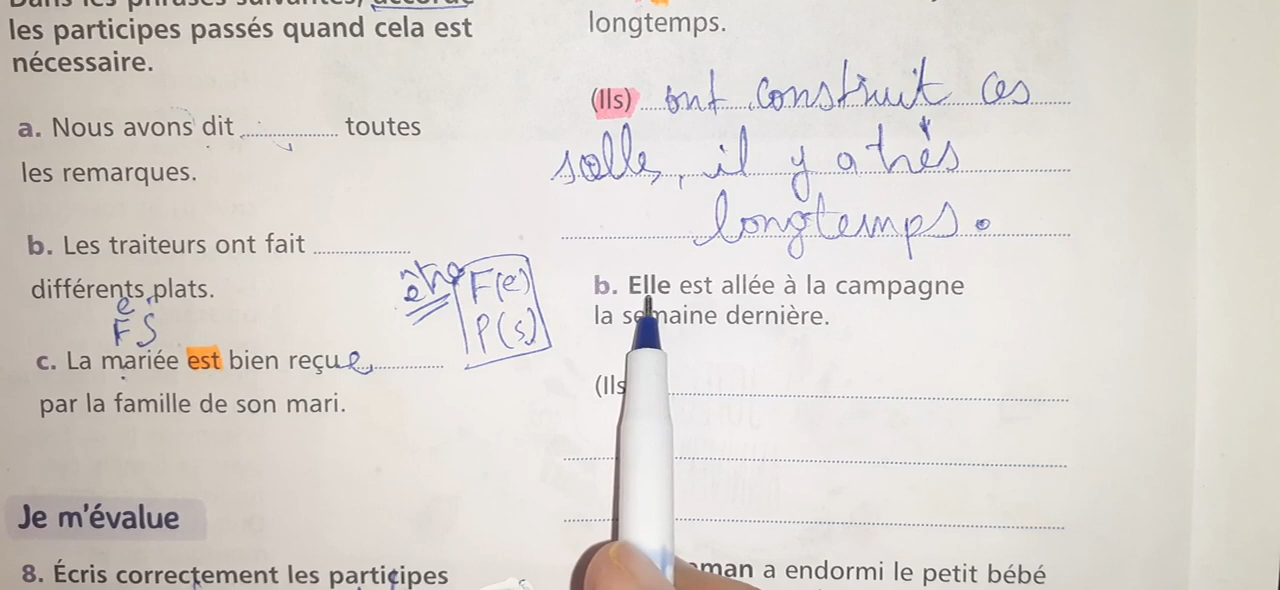 les participes passés quand cela est
nécessaire.
a. Nous avons dit .............. toutes
les remarques.
b. Les traiteurs ont fait ..............
différents plats.
e
F S
être F(e)
P(s)
c. La mariée est bien reçue, ..............
par la famille de son mari.
Je m'évalue
8. Écris correctement les participes
longtemps.
(Ils) ont construit ces
salles, il y a très
longtemps.
b. Elle est allée à la campagne
la semaine dernière.
(Ils
a endormi le petit bébé